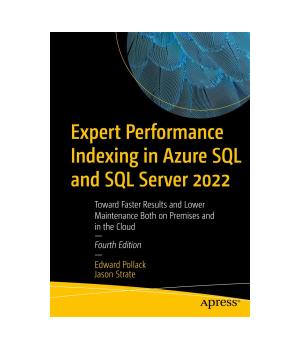 Expert Performance
Indexing in Azure SQL
and SQL Server 2022
Toward Faster Results and Lower
Maintenance Both on Premises and
in the Cloud
—
Fourth Edition
—
Edward Pollack
Jason Strate
Apress®